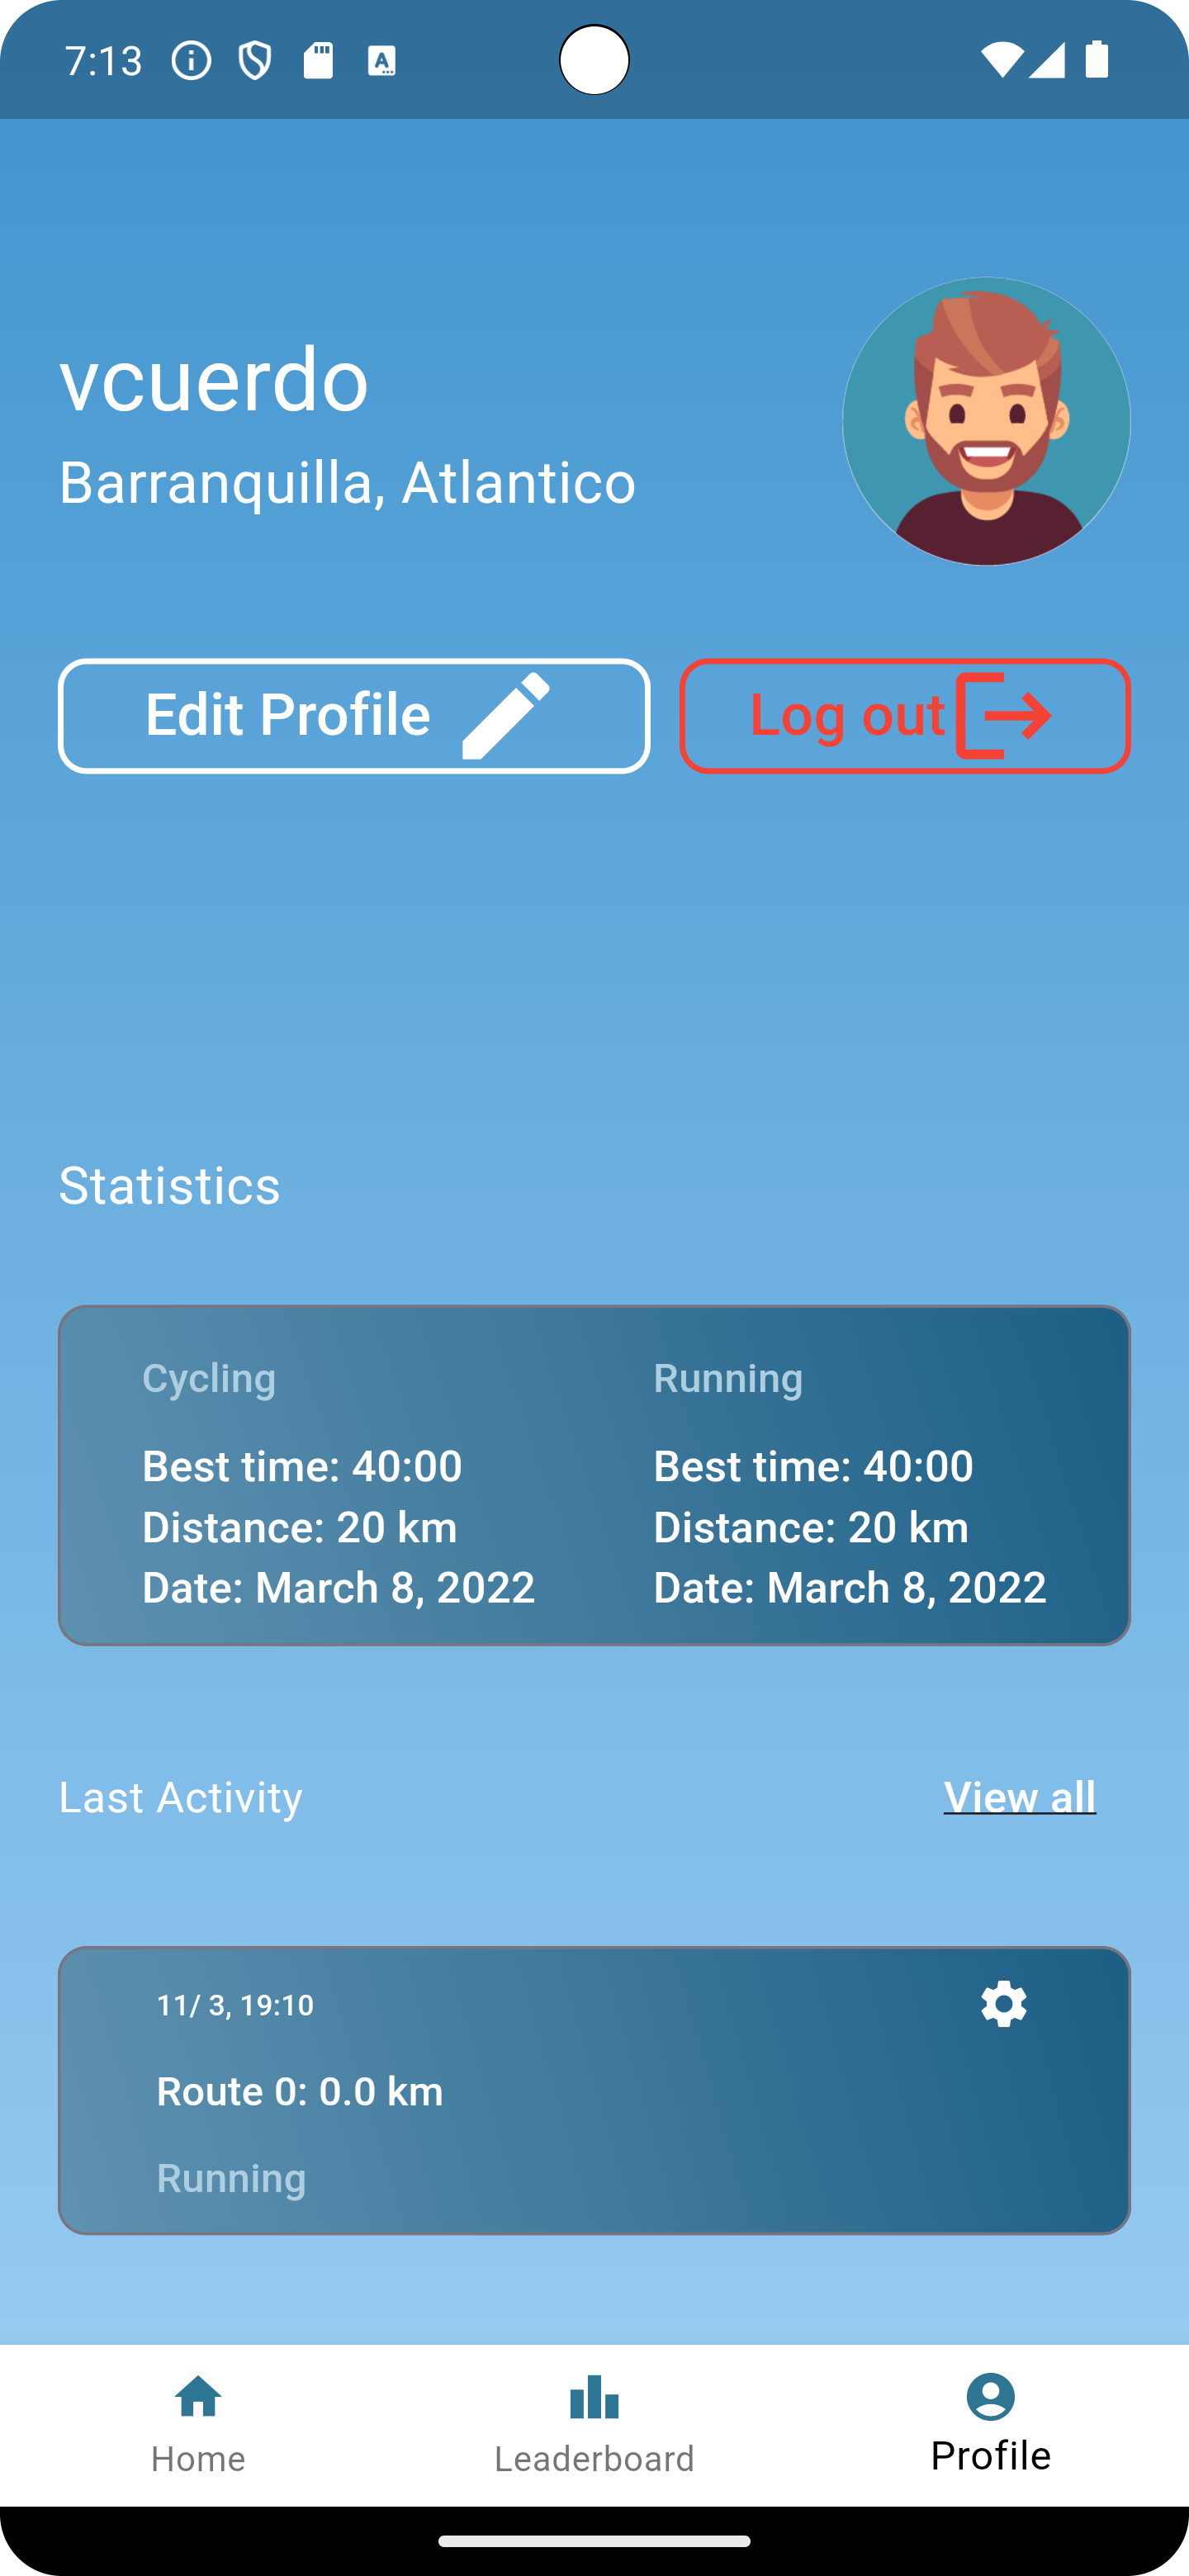 7:13
vcuerdo
Barranquilla, Atlantico
Edit Profile
Log out
Statistics
Cycling
Running
Best time: 40:00
Best time: 40:00
Distance: 20 km
Distance: 20 km
Date: March 8, 2022
Date: March 8, 2022
Last Activity
View all
11/ 3, 19:10
Route 0: 0.0 km
Running
Home
Leaderboard
Profile